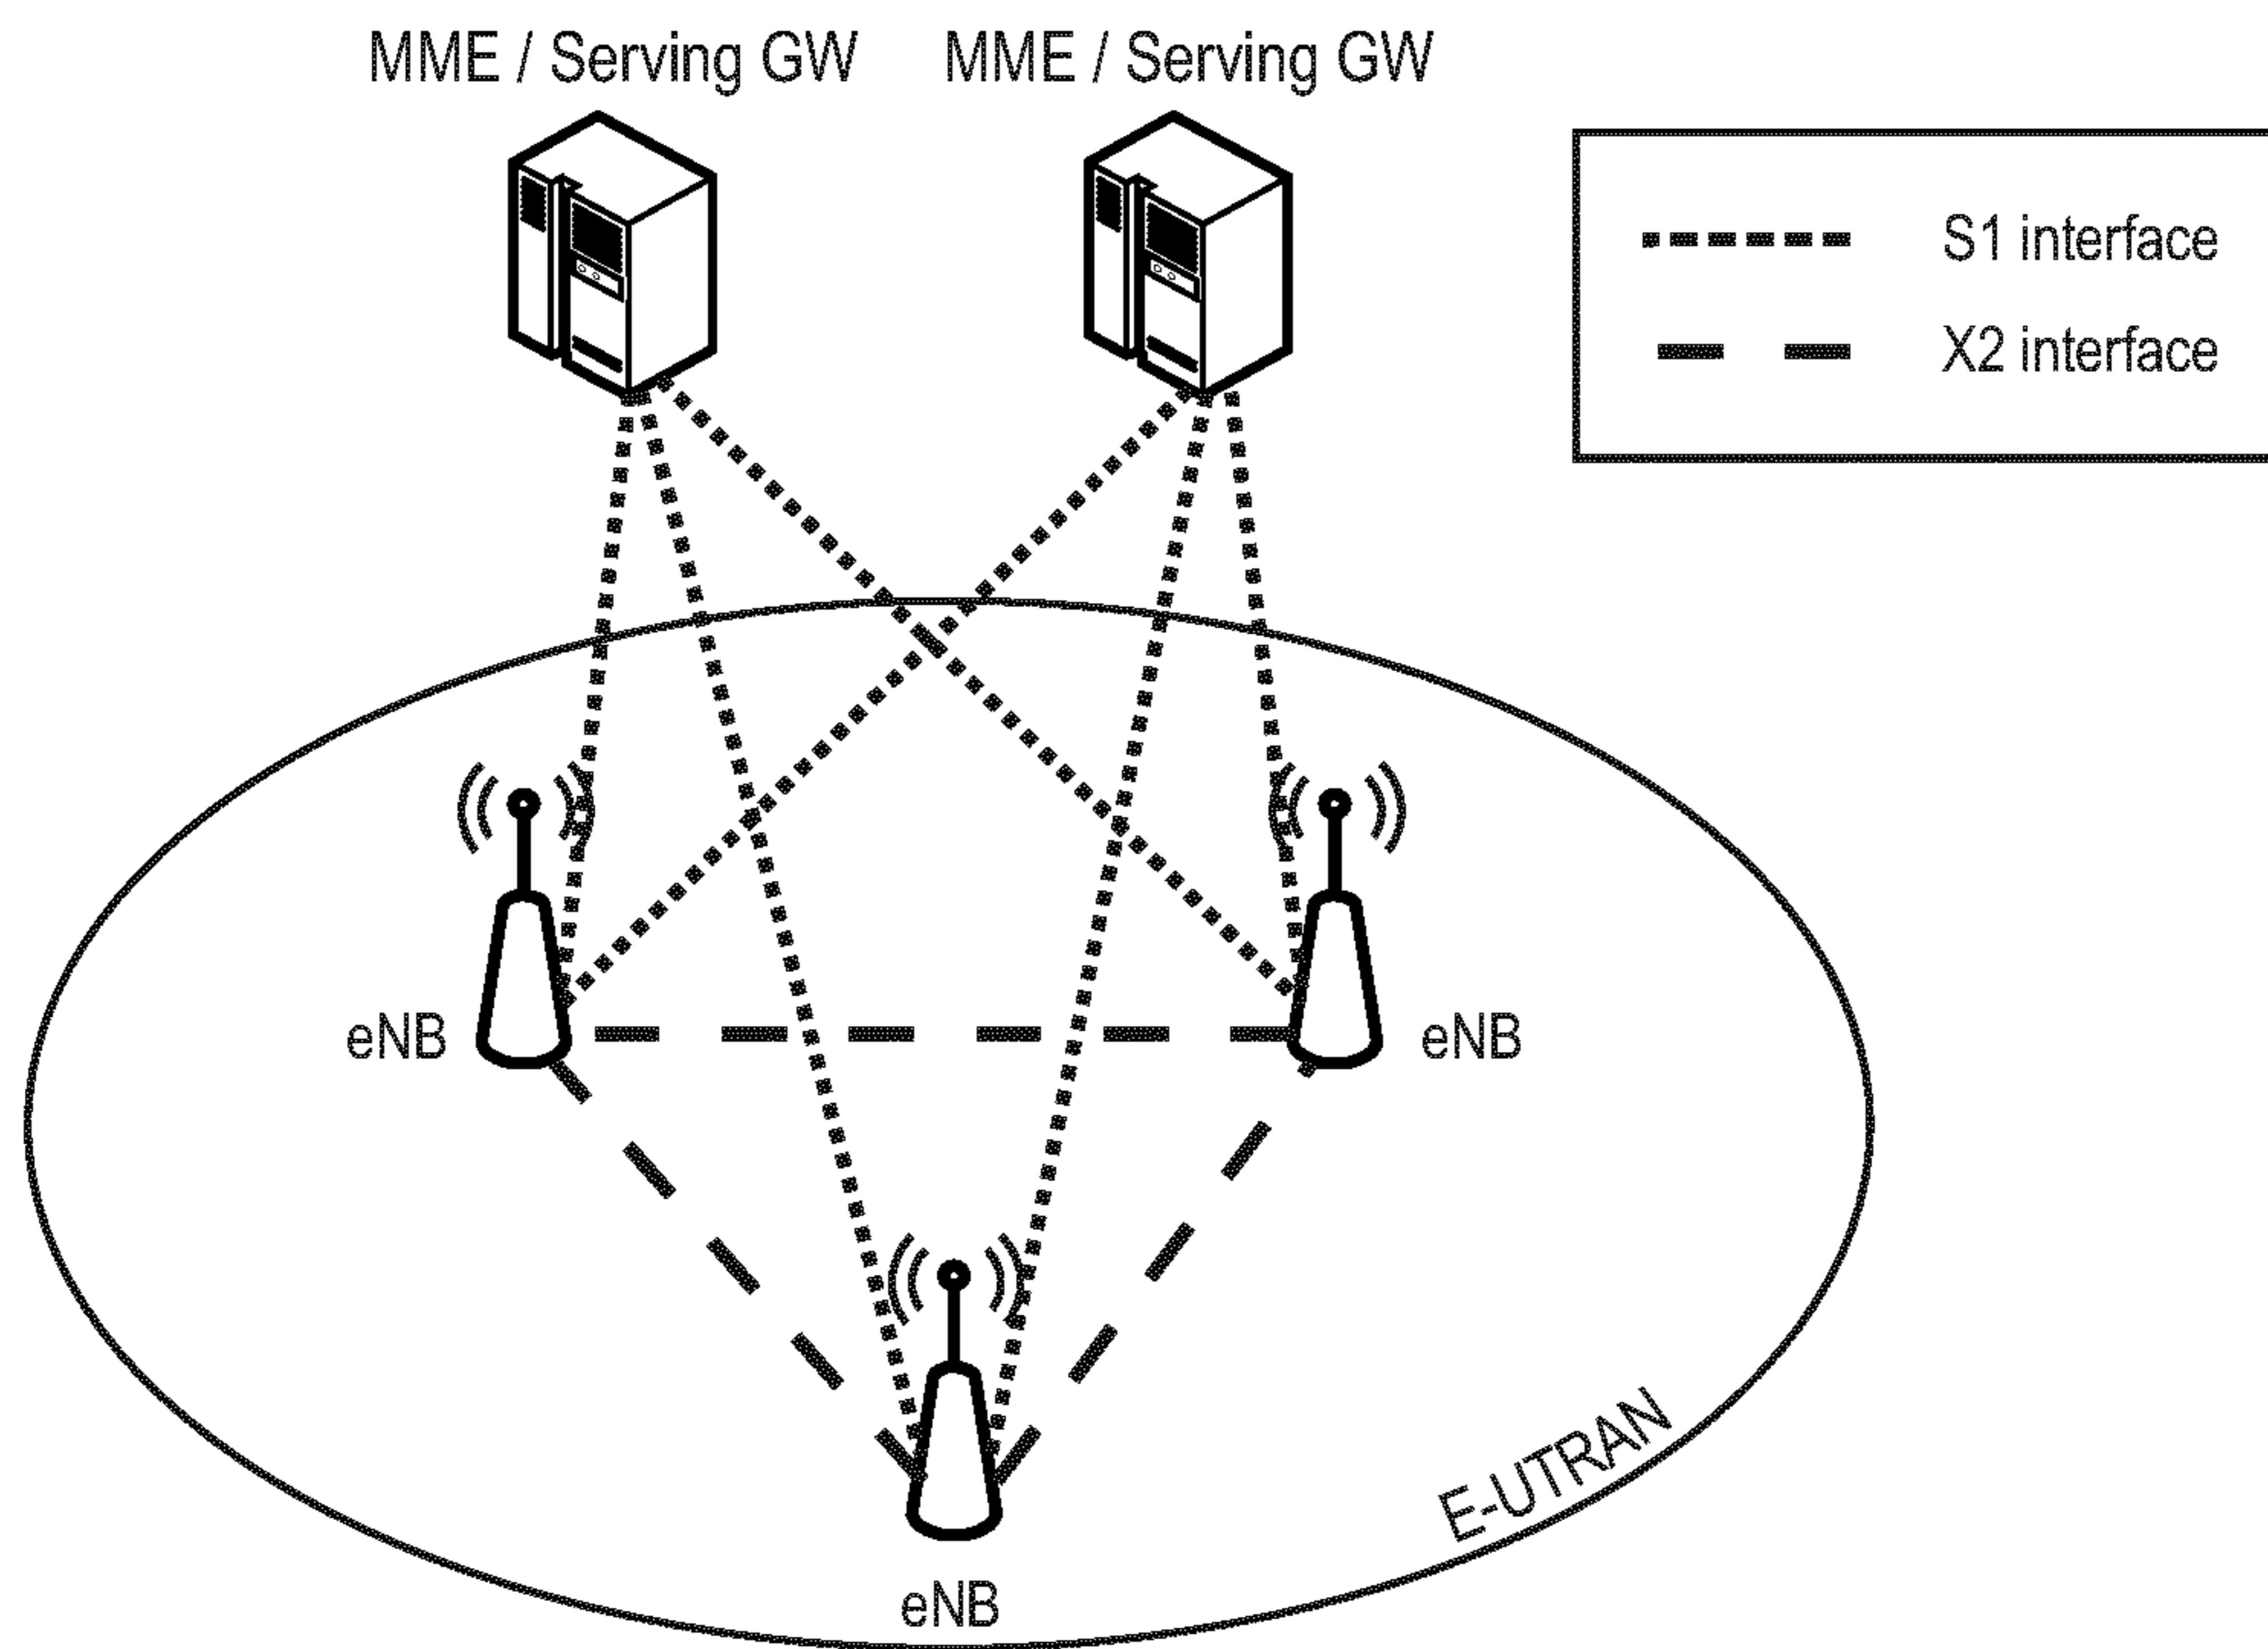 MME / Serving GW
MME / Serving GW
S1 interface
X2 interface
eNB
eNB
E-UTRAN
eNB